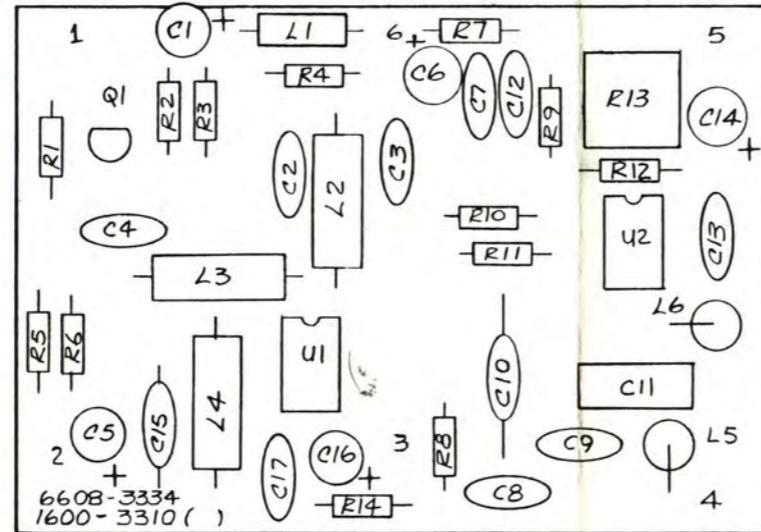 1
C1
+
L1
6
+
R7
5
C6
C7
C12
R9
R13
C14
+
Q1
R2
R3
R4
R1
C2
L2
C3
R12
C4
R10
R11
U2
C13
L3
L6
R5
R6
U1
C10
C11
L4
C15
C5
+
2
C17
C16
+
3
R8
C9
L5
C8
R14
4
6608-3334
1600-3310 ( )